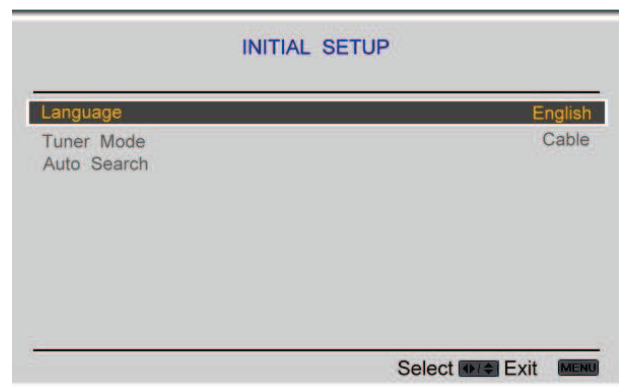 INITIAL SETUP
Language English
Tuner Mode Cable
Auto Search
Select Exit MENU